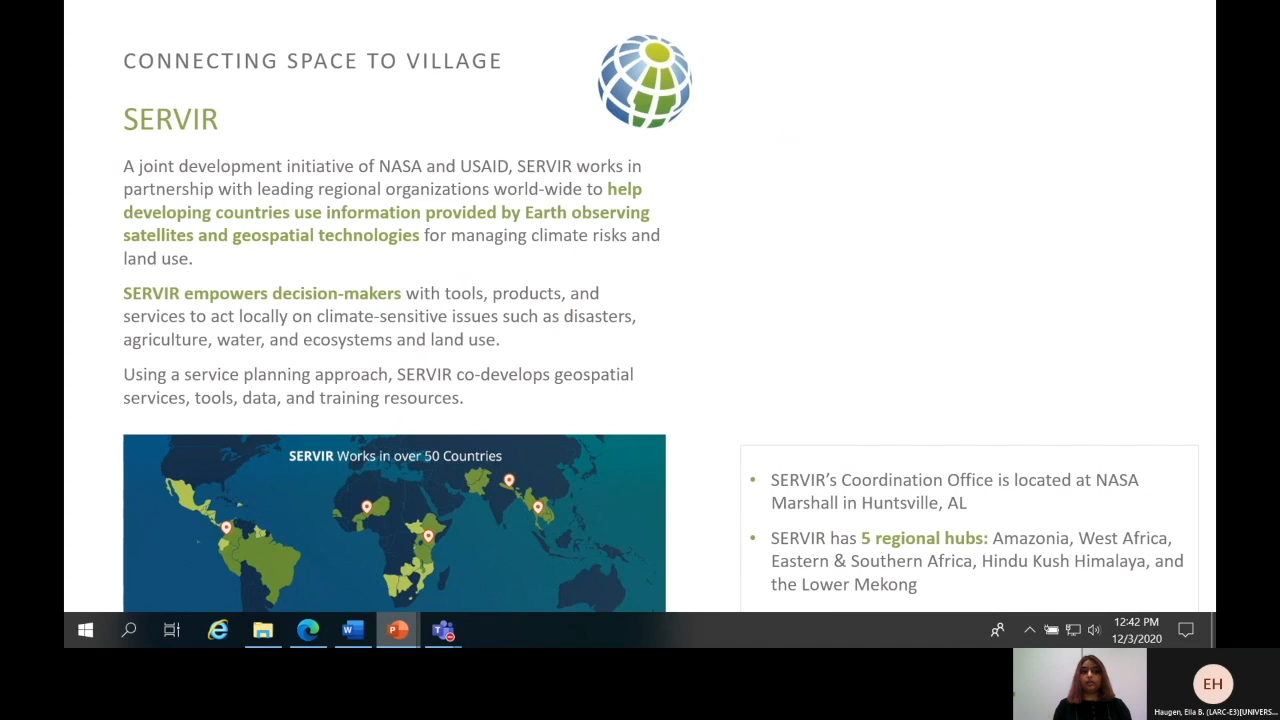 CONNECTING SPACE TO VILLAGE
SERVIR
A joint development initiative of NASA and USAID, SERVIR works in
partnership with leading regional organizations world-wide to help
developing countries use information provided by Earth observing
satellites and geospatial technologies for managing climate risks and
land use.
SERVIR empowers decision-makers with tools, products, and
services to act locally on climate-sensitive issues such as disasters,
agriculture, water, and ecosystems and land use.
Using a service planning approach, SERVIR co-develops geospatial
services, tools, data, and training resources.
SERVIR Works in over 50 Countries
• SERVIR’s Coordination Office is located at NASA
Marshall in Huntsville, AL
• SERVIR has 5 regional hubs: Amazonia, West Africa,
Eastern & Southern Africa, Hindu Kush Himalaya, and
the Lower Mekong
12:42 PM
12/3/2020
EH
Haugen, Ella B. (LARC-E3)[UNIVERS...